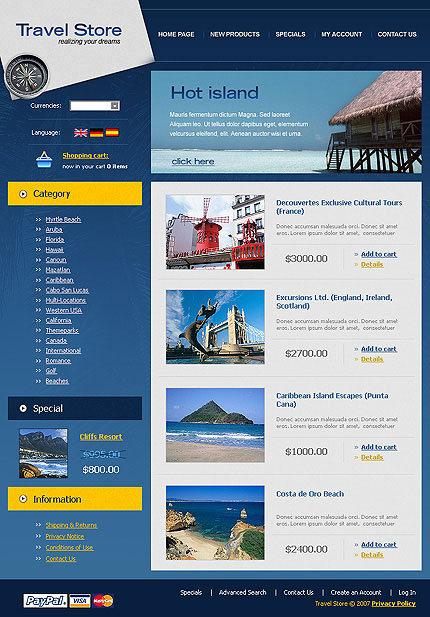 Travel Store
realizing your dreams
HOME PAGE
NEW PRODUCTS
SPECIALS
MY ACCOUNT
CONTACT US
Currencies:
Language:
Shopping cart:
now in your cart 0 items
Hot island
Mauris fermentum dictum Magna. Sed laoreet
Aliquam leo. Ut tellus dolor dapibus eget, elementum
velcursus eleifend, elit. Aenean auctor wisi et urna.
click here
Category
Myrtle Beach
Aruba
Florida
Hawaii
Cancun
Mazatlan
Caribbean
Cabo San Lucas
Multi-Locations
Western USA
California
Themeparks
Canada
International
Romance
Golf
Beaches
Special
Cliffs Resort
$995.00
$800.00
Information
Shipping & Returns
Privacy Notice
Conditions of Use
Contact Us
Decouvertes Exclusive Cultural Tours
(France)
Donec accumsan malesuada orci. Donec sit amet
eros. Lorem ipsum dolor sit amet, consectetuer
$3000.00
Add to cart
Details
Excursions Ltd. (England, Ireland,
Scotland)
Donec accumsan malesuada orci. Donec sit amet
eros. Lorem ipsum dolor sit amet, consectetuer
$2700.00
Add to cart
Details
Caribbean Island Escapes (Punta
Cana)
Donec accumsan malesuada orci. Donec sit amet
eros. Lorem ipsum dolor sit amet, consectetuer
$1000.00
Add to cart
Details
Costa de Oro Beach
Donec accumsan malesuada orci. Donec sit amet
eros. Lorem ipsum dolor sit amet, consectetuer
$2400.00
Add to cart
Details
PayPal VISA MasterCard
Specials | Advanced Search | Contact Us | Create an Account | Log In
Travel Store © 2007 Privacy Policy